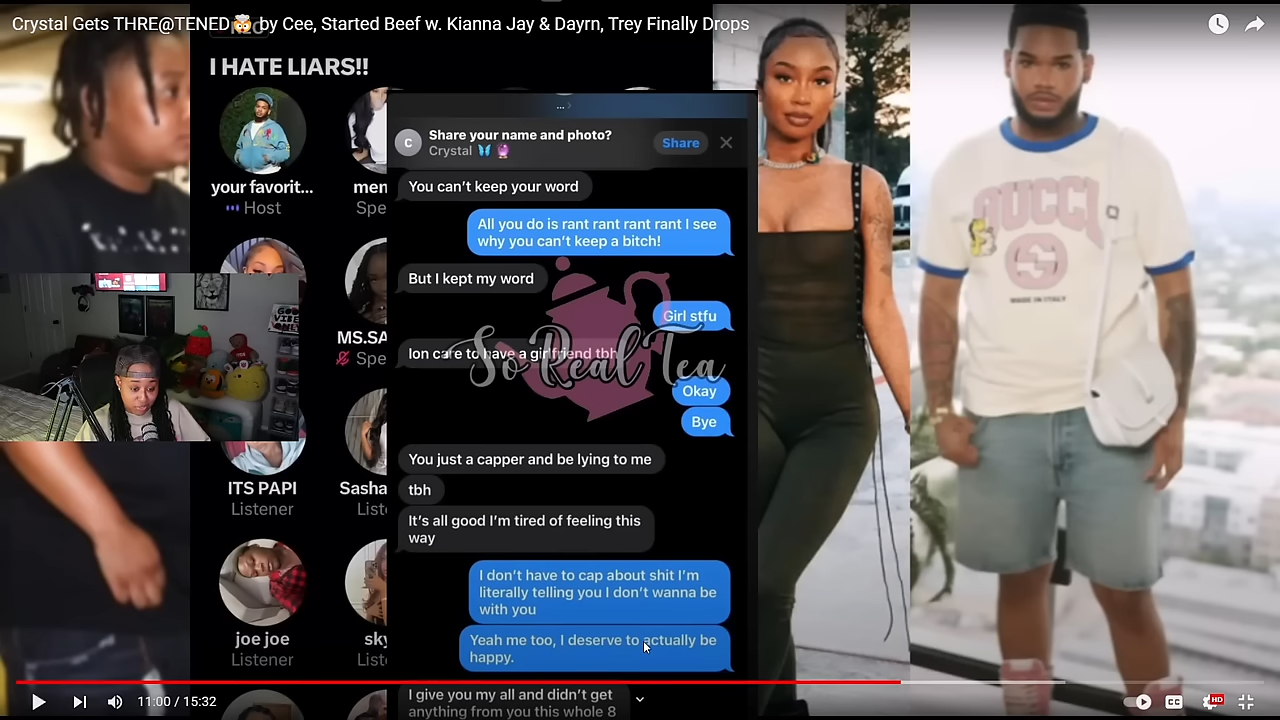 Crystal Gets THRE@TENED🤯 by Cee, Started Beef w. Kianna Jay & Dayrn, Trey Finally Drops
I HATE LIARS!!
your favorit...
Host
men
Spe
MS.SA
Spe
ITS PAPI
Listener
Sasha
List
joe joe
Listener
sky
List
...
C
Share your name and photo?
Crystal 🦋 🔮
Share
You can’t keep your word
All you do is rant rant rant rant I see
why you can’t keep a bitch!
But I kept my word
Girl stfu
Ion care to have a girlfriend tbh
So Real Tea
Okay
Bye
You just a capper and be lying to me
tbh
It’s all good I’m tired of feeling this
way
I don’t have to cap about shit I’m
literally telling you I don’t wanna be
with you
Yeah me too, I deserve to actually be
happy.
I give you my all and didn’t get
anything from you this whole 8
GUCCI
MADE IN ITALY
GOOD
VIBE
11:00 / 15:32
CC
HD